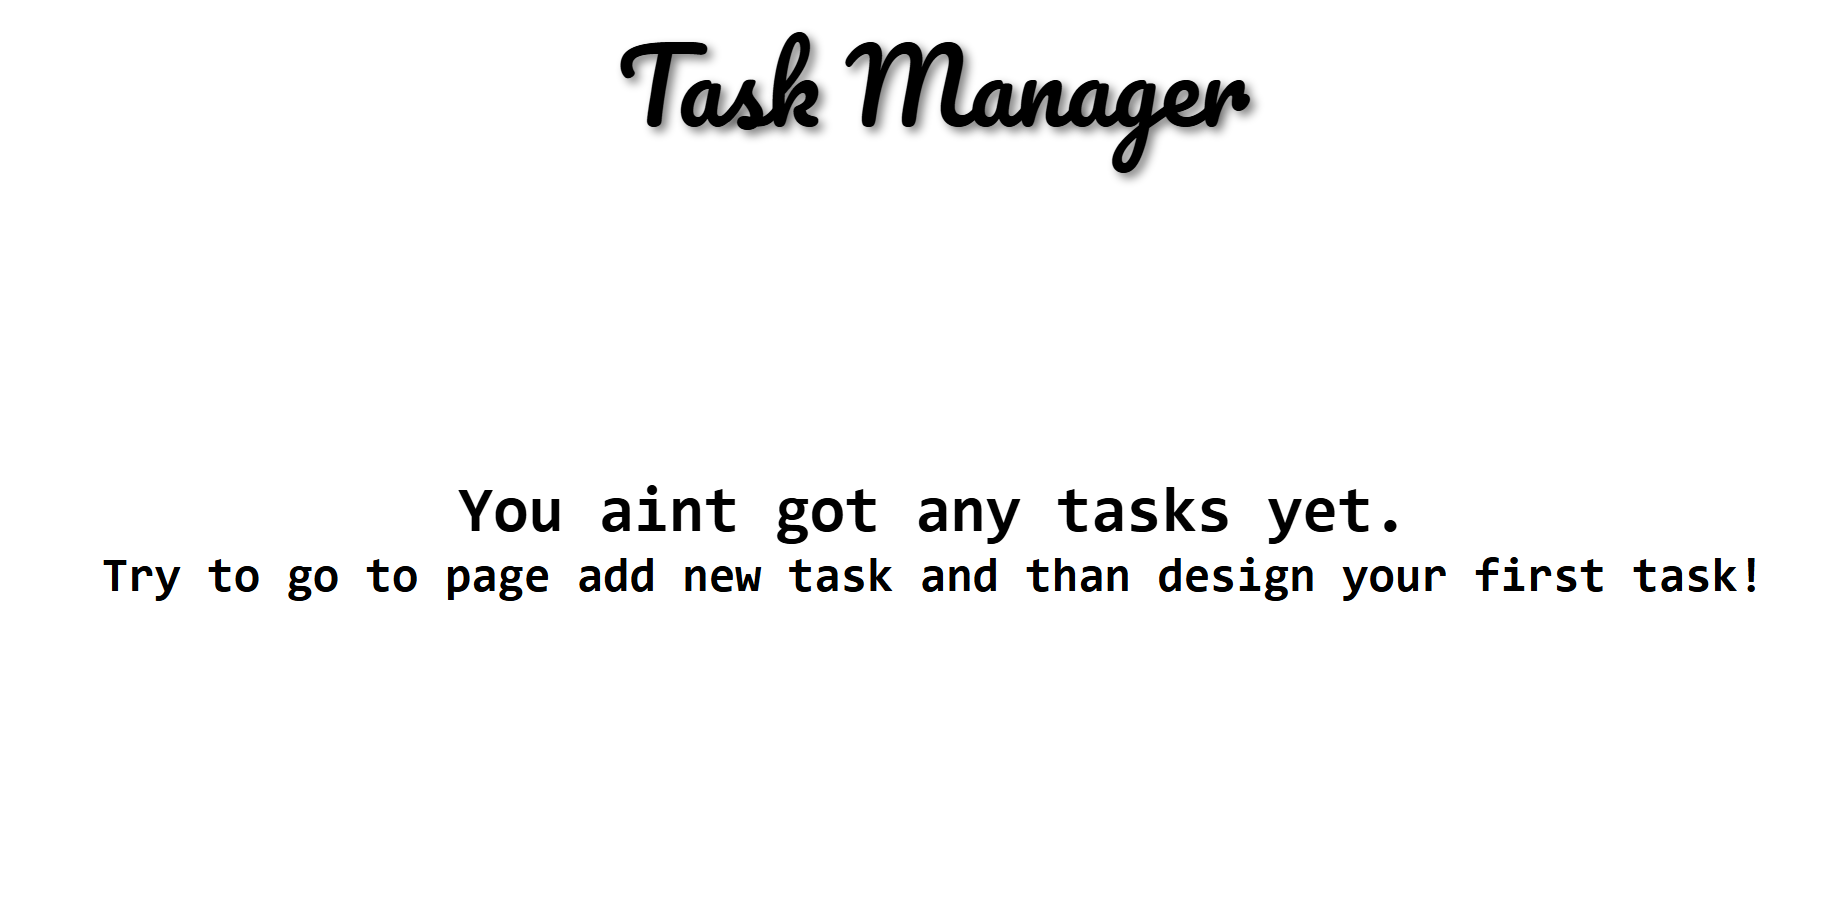 Task Manager
You aint got any tasks yet.
Try to go to page add new task and than design your first task!